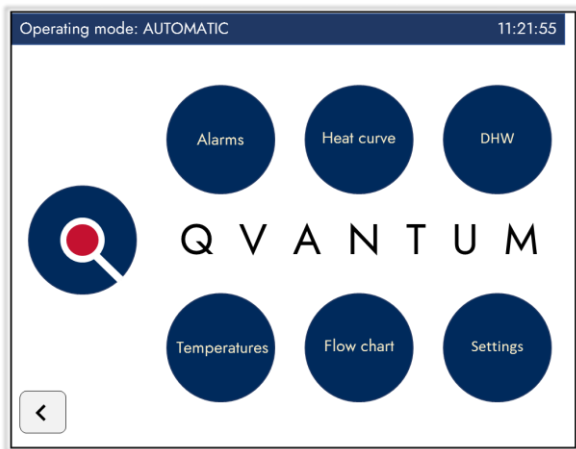 Operating mode: AUTOMATIC 11:21:55
Alarms Heat curve DHW
QVANTUM
Temperatures Flow chart Settings